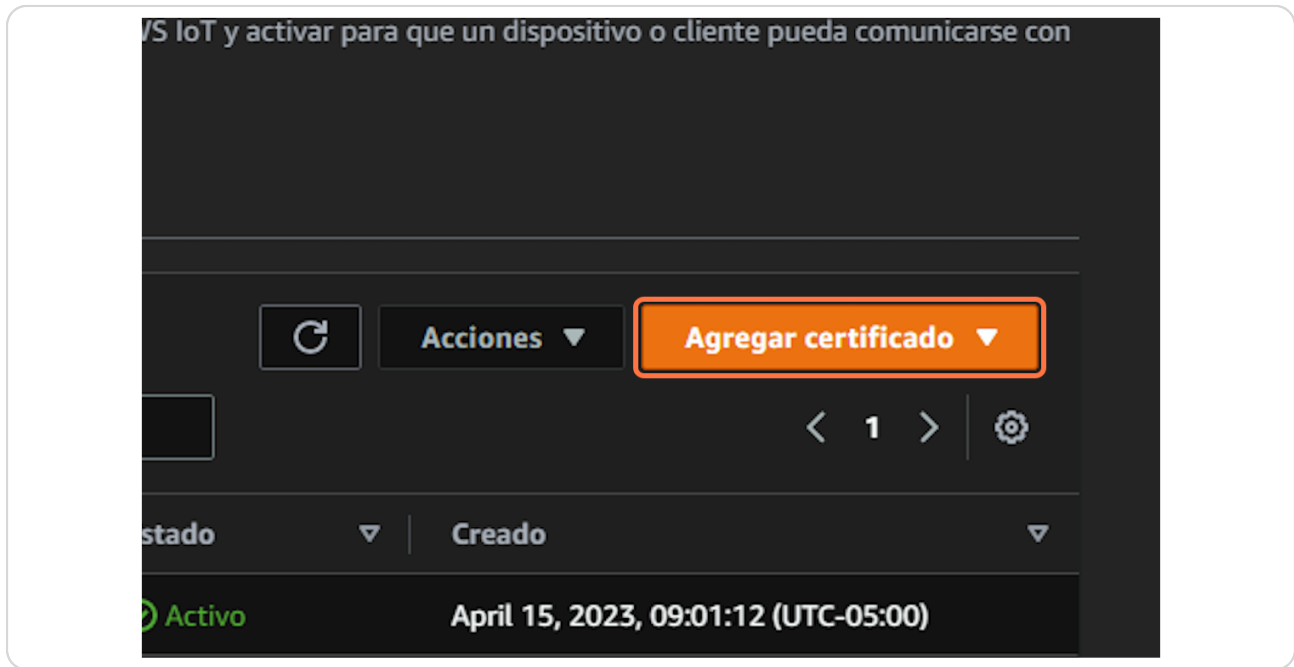 WS IoT y activar para que un dispositivo o cliente pueda comunicarse con
Acciones Agregar certificado
1
stado Creado
Activo April 15, 2023, 09:01:12 (UTC-05:00)